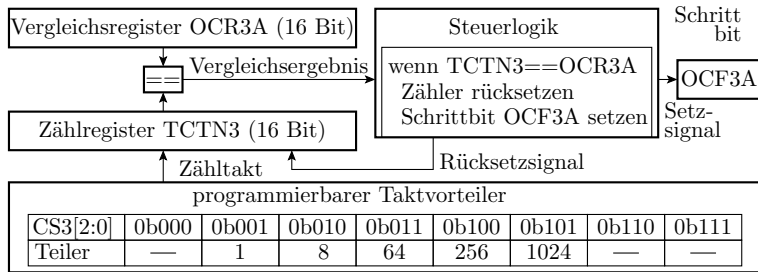 Vergleichsregister OCR3A (16 Bit)
Steuerlogik
Schritt
bit
==
Vergleichsergebnis
wenn TCTN3==OCR3A
Zähler rücksetzen
Schrittbit OCF3A setzen
OCF3A
Setz-
signal
Zählregister TCTN3 (16 Bit)
Zähltakt
Rücksetzsignal
programmierbarer Taktvorteiler
CS3[2:0] 0b000 0b001 0b010 0b011 0b100 0b101 0b110 0b111
Teiler — 1 8 64 256 1024 — —